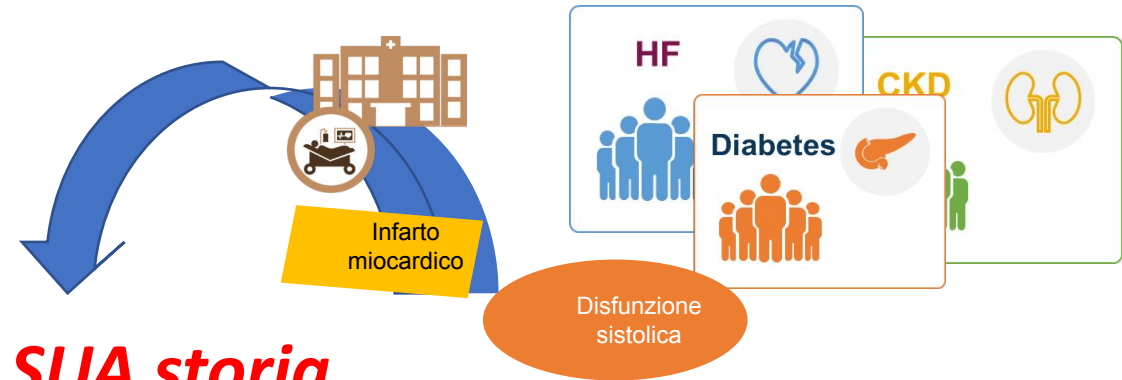 HF
CKD
Diabetes
Infarto
miocardico
Disfunzione
sistolica
SUA storia